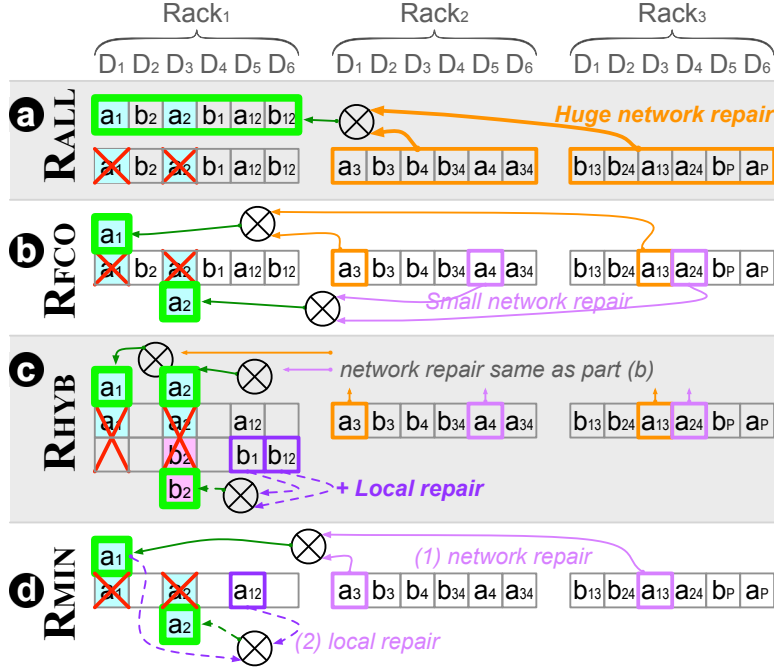 Rack1 Rack2 Rack3
D1 D2 D3 D4 D5 D6 D1 D2 D3 D4 D5 D6 D1 D2 D3 D4 D5 D6
a RALL
a1 b2 a2 b1 a12 b12
Huge network repair
a1 b2 a2 b1 a12 b12 a3 b3 b4 b34 a4 a34 b13 b24 a13 a24 bP aP
b RFCO
a1
a1 b2 a2 b1 a12 b12 a3 b3 b4 b34 a4 a34 b13 b24 a13 a24 bP aP
a2
Small network repair
c RHYB
network repair same as part (b)
a1 a2
a1 a2 a12 a3 b3 b4 b34 a4 a34 b13 b24 a13 a24 bP aP
b2 b1 b12
b2
+ Local repair
d RMIN
a1
(1) network repair
a1 a2 a12 a3 b3 b4 b34 a4 a34 b13 b24 a13 a24 bP aP
a2
(2) local repair